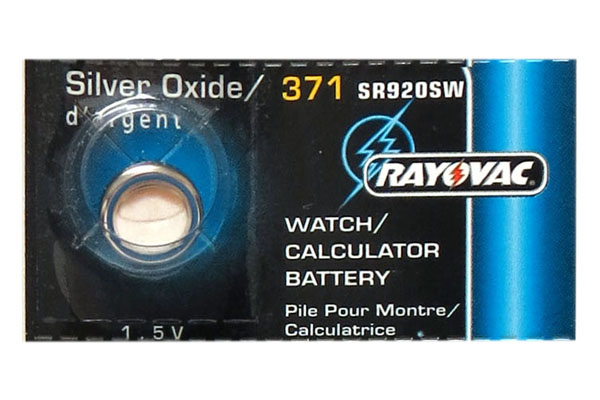 Silver Oxide/ 371 SR920SW
d'argent
RAYOVAC®
WATCH/
CALCULATOR
BATTERY
Pile Pour Montre/
Calculatrice
1.5V